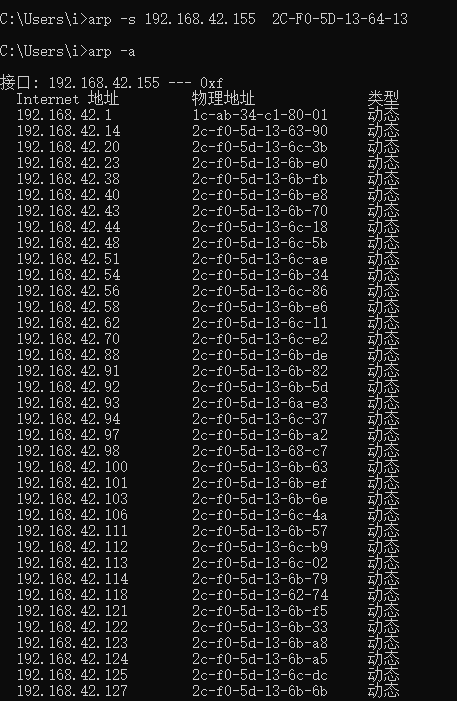 C:\Users\i>arp -s 192.168.42.155  2C-F0-5D-13-64-13
C:\Users\i>arp -a
接口: 192.168.42.155 --- 0xf
Internet 地址 物理地址 类型
192.168.42.1 1c-ab-34-c1-80-01 动态
192.168.42.14 2c-f0-5d-13-63-90 动态
192.168.42.20 2c-f0-5d-13-6c-3b 动态
192.168.42.23 2c-f0-5d-13-6b-e0 动态
192.168.42.38 2c-f0-5d-13-6b-fb 动态
192.168.42.40 2c-f0-5d-13-6b-e8 动态
192.168.42.43 2c-f0-5d-13-6b-70 动态
192.168.42.44 2c-f0-5d-13-6c-18 动态
192.168.42.48 2c-f0-5d-13-6c-5b 动态
192.168.42.51 2c-f0-5d-13-6c-ae 动态
192.168.42.54 2c-f0-5d-13-6b-34 动态
192.168.42.56 2c-f0-5d-13-6c-86 动态
192.168.42.58 2c-f0-5d-13-6b-e6 动态
192.168.42.62 2c-f0-5d-13-6c-11 动态
192.168.42.70 2c-f0-5d-13-6c-e2 动态
192.168.42.88 2c-f0-5d-13-6b-de 动态
192.168.42.91 2c-f0-5d-13-6b-82 动态
192.168.42.92 2c-f0-5d-13-6b-5d 动态
192.168.42.93 2c-f0-5d-13-6a-e3 动态
192.168.42.94 2c-f0-5d-13-6c-37 动态
192.168.42.97 2c-f0-5d-13-6b-a2 动态
192.168.42.98 2c-f0-5d-13-68-c7 动态
192.168.42.100 2c-f0-5d-13-6b-63 动态
192.168.42.101 2c-f0-5d-13-6b-ef 动态
192.168.42.103 2c-f0-5d-13-6b-6e 动态
192.168.42.106 2c-f0-5d-13-6c-4a 动态
192.168.42.111 2c-f0-5d-13-6b-57 动态
192.168.42.112 2c-f0-5d-13-6c-b9 动态
192.168.42.113 2c-f0-5d-13-6c-02 动态
192.168.42.114 2c-f0-5d-13-6b-79 动态
192.168.42.118 2c-f0-5d-13-62-74 动态
192.168.42.121 2c-f0-5d-13-6b-f5 动态
192.168.42.122 2c-f0-5d-13-6b-33 动态
192.168.42.123 2c-f0-5d-13-6b-a8 动态
192.168.42.124 2c-f0-5d-13-6b-a5 动态
192.168.42.125 2c-f0-5d-13-6c-dc 动态
192.168.42.127 2c-f0-5d-13-6b-6b 动态